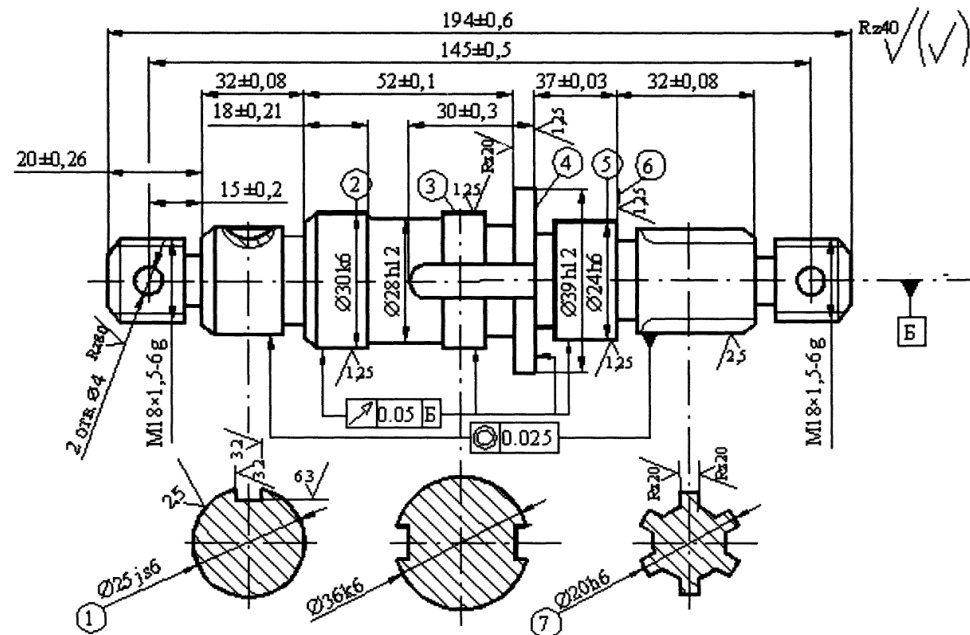 194±0,6
Rz40
145±0,5
32±0,08
52±0,1
37±0,03
32±0,08
18±0,21
30±0,3
1,25
Rz20
20±0,26
15±0,2
2
3
4
5
6
1,25
1,25
Ø30k6
Ø28h12
Ø39h12
Ø24h6
Б
2 отв. ø4
Rz80
M18×1,5-6g
1,25
1,25
2,5
M18×1,5-6g
0.05 Б
0.025
3,2
3,2
2,5
6,3
Rz20
Rz20
Ø25js6
Ø36k6
Ø20h6
1
7